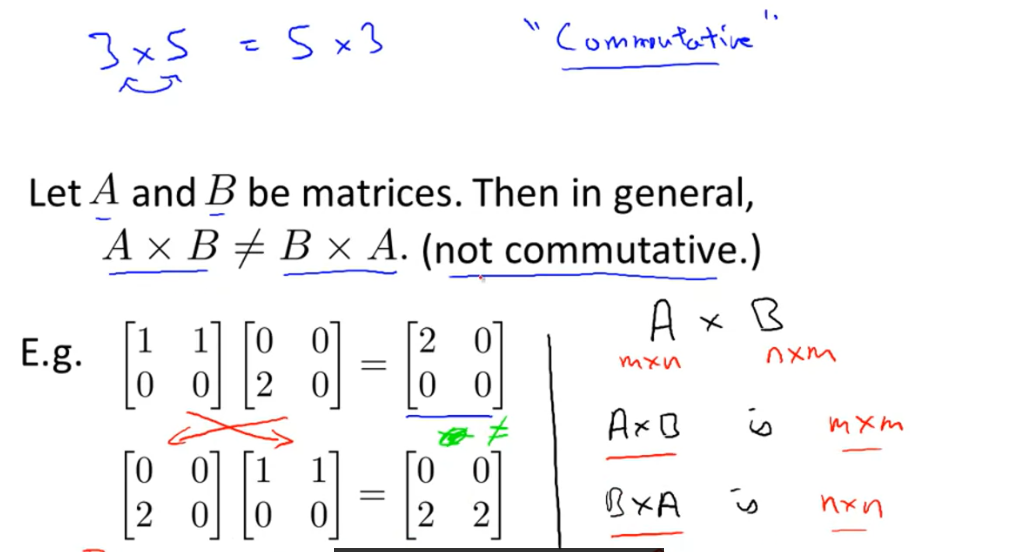 3 × 5 = 5 × 3 "Commutative"
Let A and B be matrices. Then in general,
A × B ≠ B × A. (not commutative.)
E.g. [1 1; 0 0] [0 0; 2 0] = [2 0; 0 0]
≠
[0 0; 2 0] [1 1; 0 0] = [0 0; 2 2]
A × B
m×n n×m
A×B is m×m
B×A is n×n